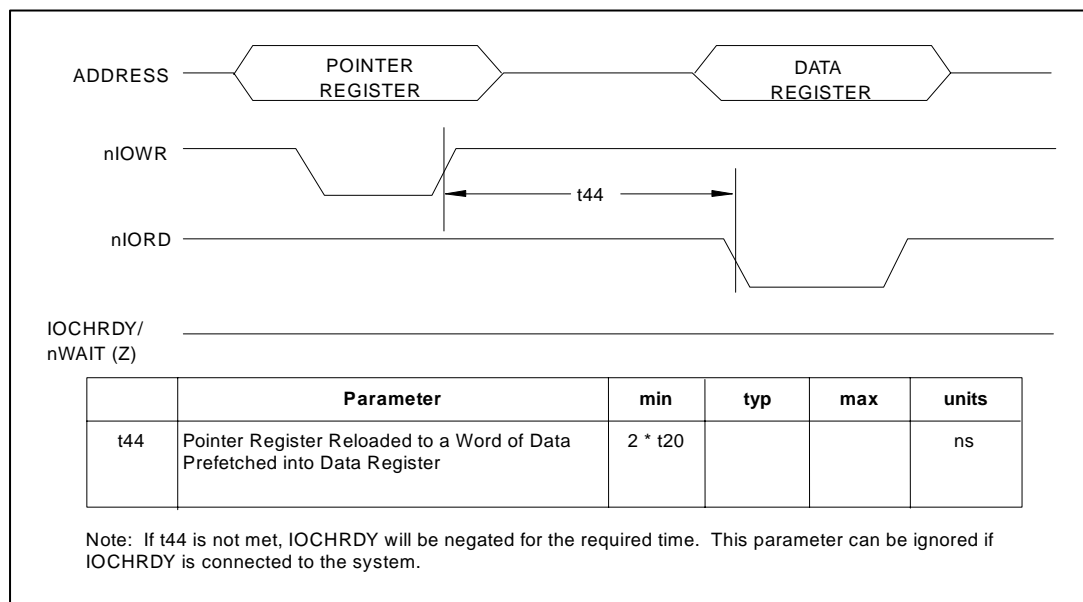 ADDRESS
POINTER
REGISTER
DATA
REGISTER
nIOWR
t44
nIORD
IOCHRDY/
nWAIT (Z)
Parameter min typ max units
t44 Pointer Register Reloaded to a Word of Data 2 * t20 ns
Prefetched into Data Register
Note: If t44 is not met, IOCHRDY will be negated for the required time. This parameter can be ignored if
IOCHRDY is connected to the system.